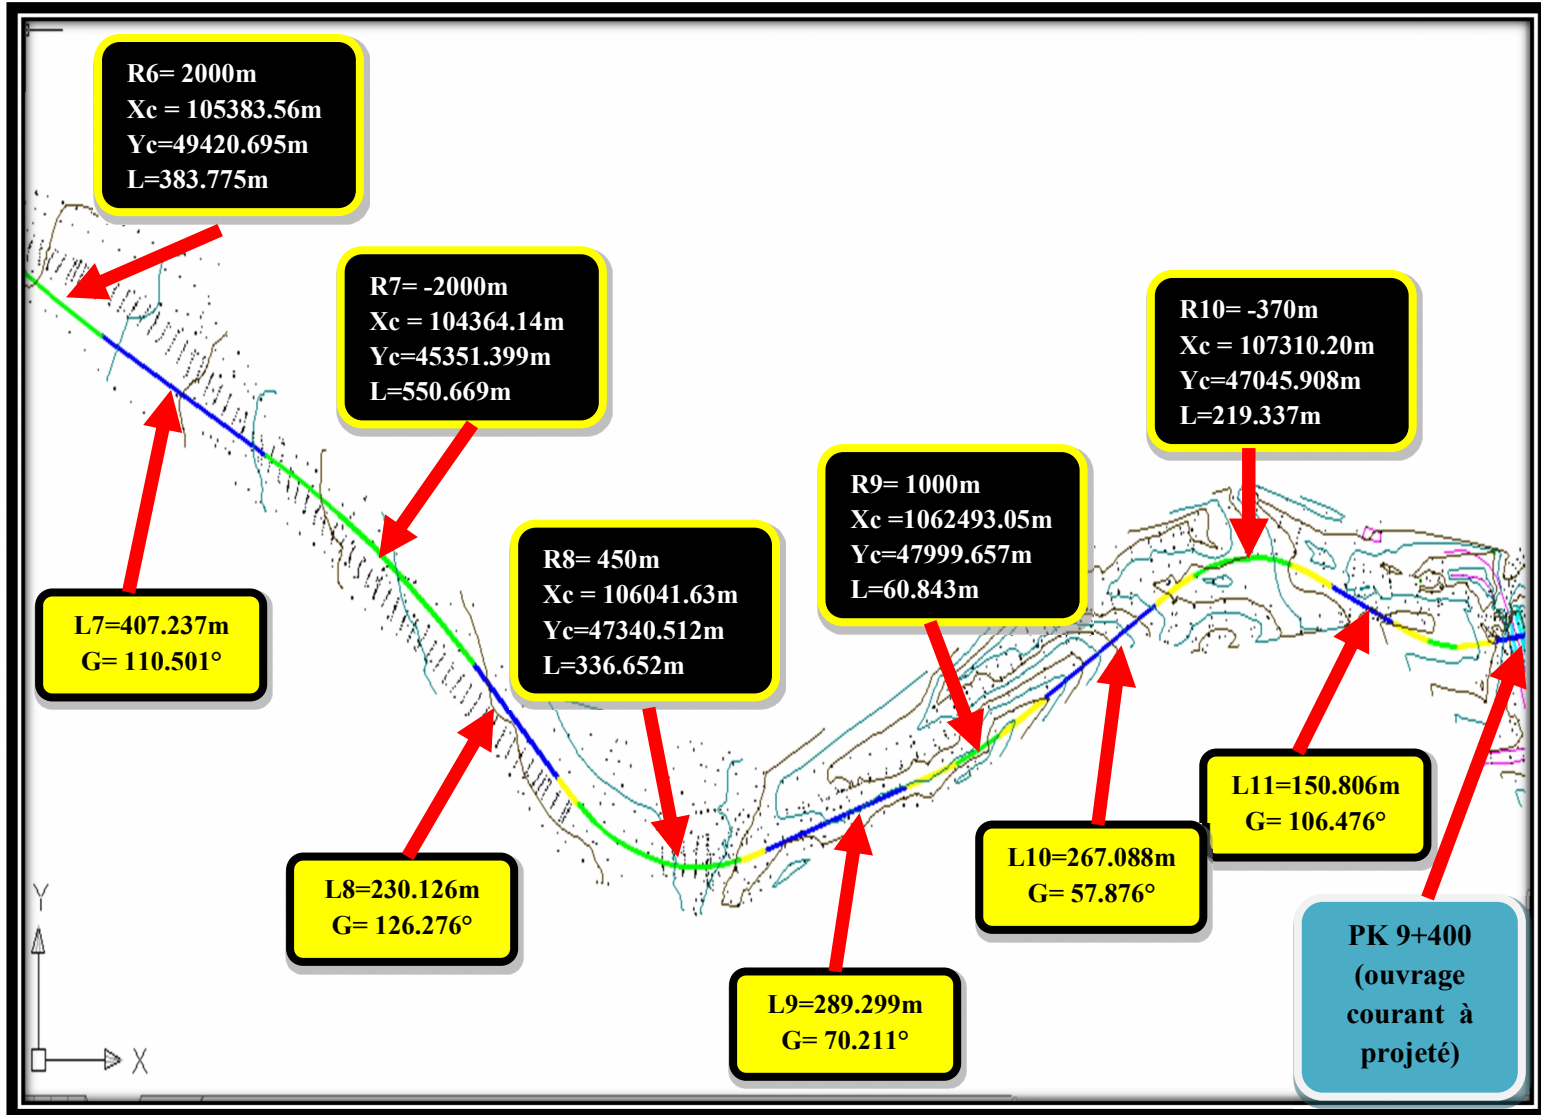 R6= 2000m
Xc = 105383.56m
Yc=49420.695m
L=383.775m
R7= -2000m
Xc = 104364.14m
Yc=45351.399m
L=550.669m
R10= -370m
Xc = 107310.20m
Yc=47045.908m
L=219.337m
R9= 1000m
Xc =1062493.05m
Yc=47999.657m
L=60.843m
R8= 450m
Xc = 106041.63m
Yc=47340.512m
L=336.652m
L7=407.237m
G= 110.501°
L11=150.806m
G= 106.476°
L10=267.088m
G= 57.876°
L8=230.126m
G= 126.276°
L9=289.299m
G= 70.211°
PK 9+400
(ouvrage
courant à
projeté)
Y
X